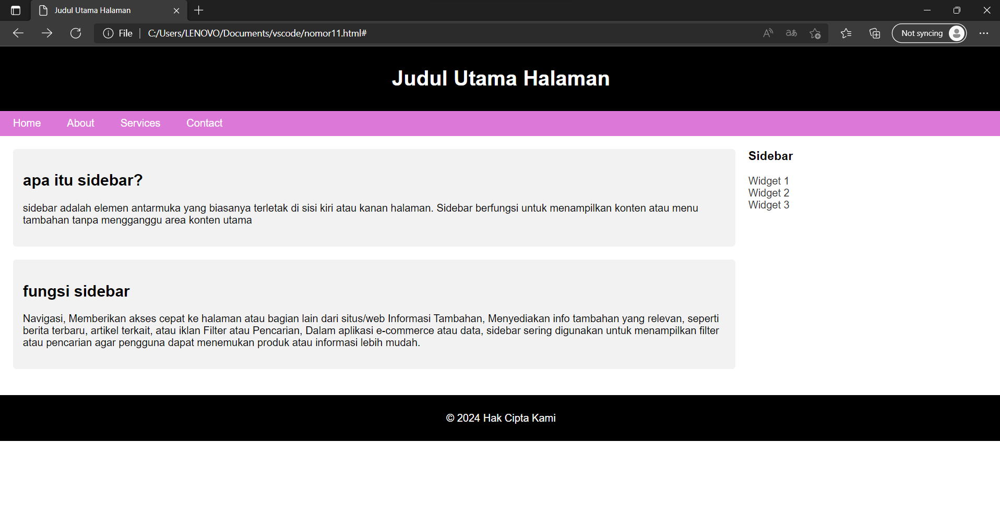 Judul Utama Halaman
File
C:/Users/LENOVO/Documents/vscode/nomor11.html#
Not syncing
Judul Utama Halaman
Home
About
Services
Contact
apa itu sidebar?
sidebar adalah elemen antarmuka yang biasanya terletak di sisi kiri atau kanan halaman. Sidebar berfungsi untuk menampilkan konten atau menu
tambahan tanpa mengganggu area konten utama
fungsi sidebar
Navigasi, Memberikan akses cepat ke halaman atau bagian lain dari situs/web Informasi Tambahan, Menyediakan info tambahan yang relevan, seperti
berita terbaru, artikel terkait, atau iklan Filter atau Pencarian, Dalam aplikasi e-commerce atau data, sidebar sering digunakan untuk menampilkan filter
atau pencarian agar pengguna dapat menemukan produk atau informasi lebih mudah.
Sidebar
Widget 1
Widget 2
Widget 3
© 2024 Hak Cipta Kami